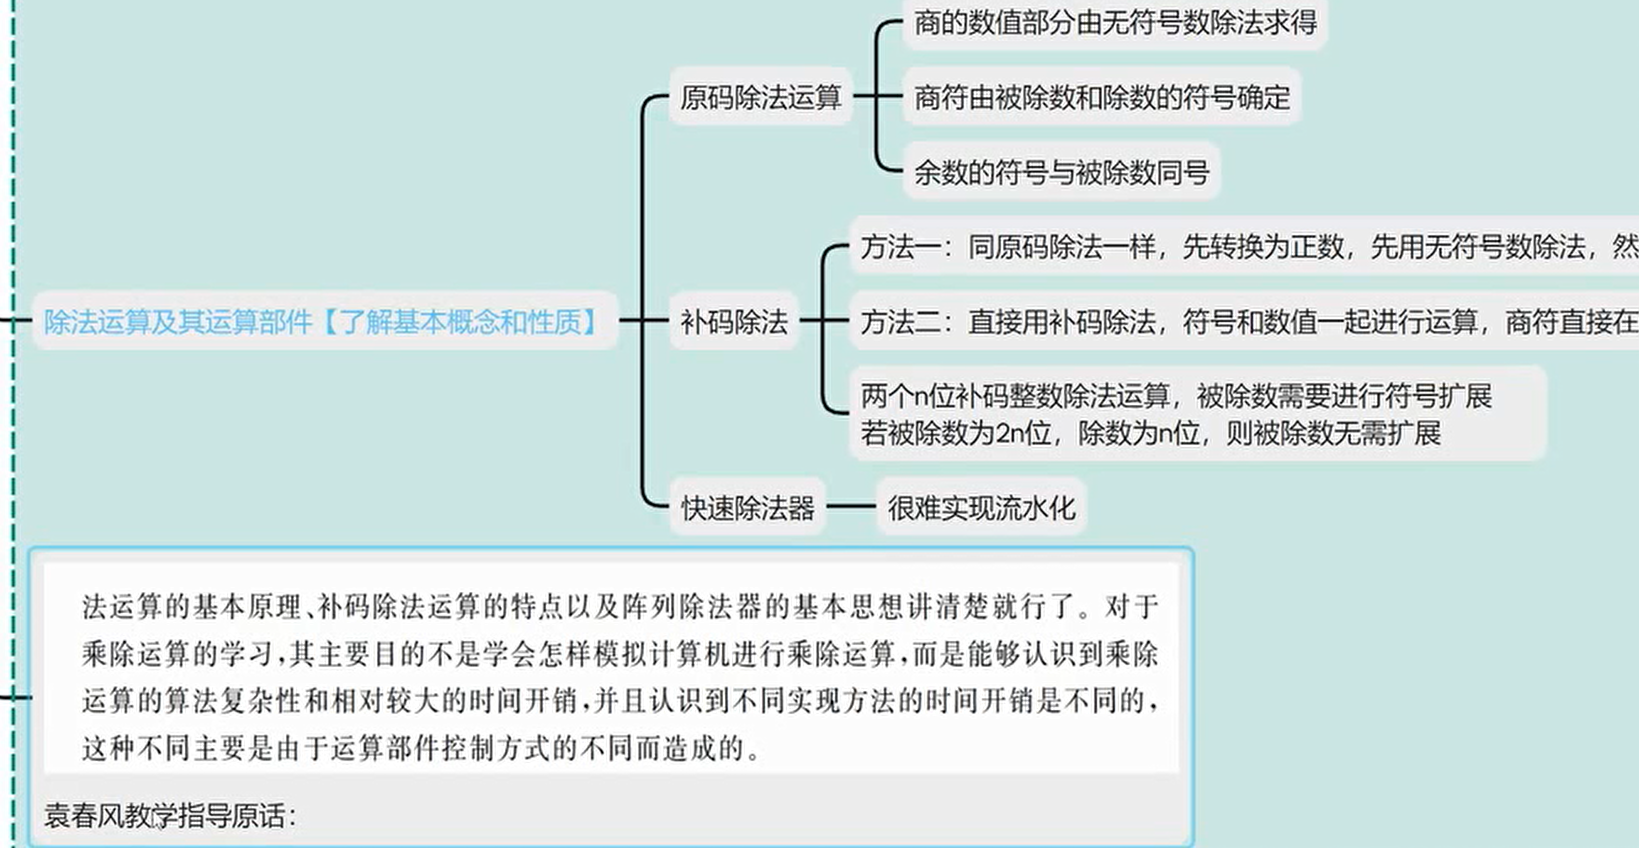 商的数值部分由无符号数除法求得
原码除法运算
商符由被除数和除数的符号确定
余数的符号与被除数同号
方法一：同原码除法一样，先转换为正数，先用无符号数除法，然
除法运算及其运算部件【了解基本概念和性质】
补码除法
方法二：直接用补码除法，符号和数值一起进行运算，商符直接在
两个n位补码整数除法运算，被除数需要进行符号扩展
若被除数为2n位，除数为n位，则被除数无需扩展
快速除法器
很难实现流水化
法运算的基本原理、补码除法运算的特点以及阵列除法器的基本思想讲清楚就行了。对于
乘除运算的学习,其主要目的不是学会怎样模拟计算机进行乘除运算,而是能够认识到乘除
运算的算法复杂性和相对较大的时间开销,并且认识到不同实现方法的时间开销是不同的,
这种不同主要是由于运算部件控制方式的不同而造成的。
袁春风教学指导原话：